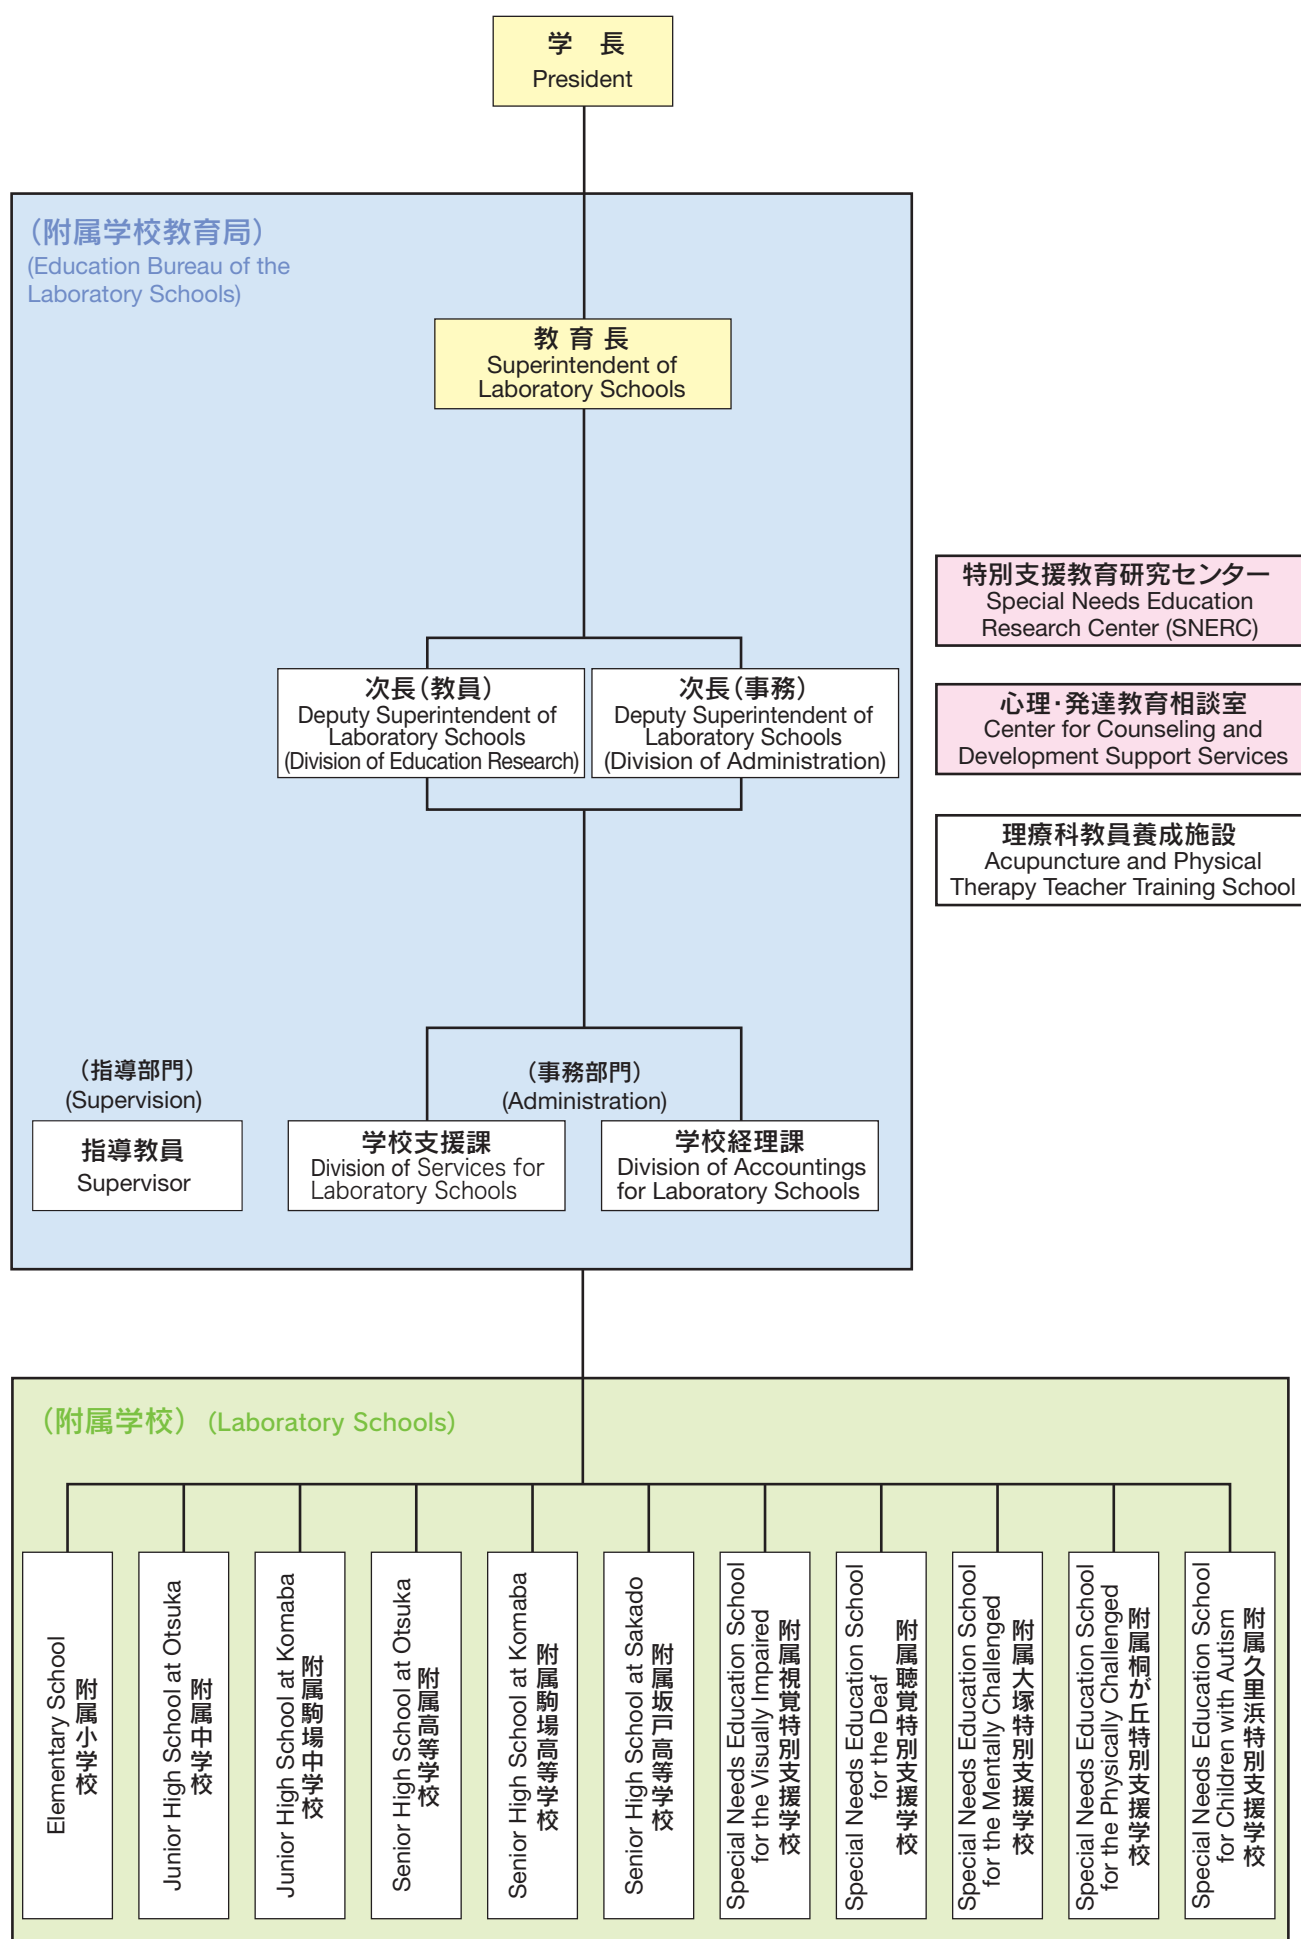 学 長
President
（附属学校教育局）
(Education Bureau of the
Laboratory Schools)
教 育 長
Superintendent of
Laboratory Schools
特別支援教育研究センター
Special Needs Education
Research Center (SNERC)
次長（教員）
Deputy Superintendent of
Laboratory Schools
(Division of Education Research)
次長（事務）
Deputy Superintendent of
Laboratory Schools
(Division of Administration)
心理・発達教育相談室
Center for Counseling and
Development Support Services
理療科教員養成施設
Acupuncture and Physical
Therapy Teacher Training School
（指導部門）
(Supervision)
指導教員
Supervisor
（事務部門）
(Administration)
学校支援課
Division of Services for
Laboratory Schools
学校経理課
Division of Accountings
for Laboratory Schools
（附属学校）(Laboratory Schools)
附属小学校
Elementary School
附属中学校
Junior High School at Otsuka
附属駒場中学校
Junior High School at Komaba
附属高等学校
Senior High School at Otsuka
附属駒場高等学校
Senior High School at Komaba
附属坂戸高等学校
Senior High School at Sakado
附属視覚特別支援学校
Special Needs Education School
for the Visually Impaired
附属聴覚特別支援学校
Special Needs Education School
for the Deaf
附属大塚特別支援学校
Special Needs Education School
for the Mentally Challenged
附属桐が丘特別支援学校
Special Needs Education School
for the Physically Challenged
附属久里浜特別支援学校
Special Needs Education School
for Children with Autism